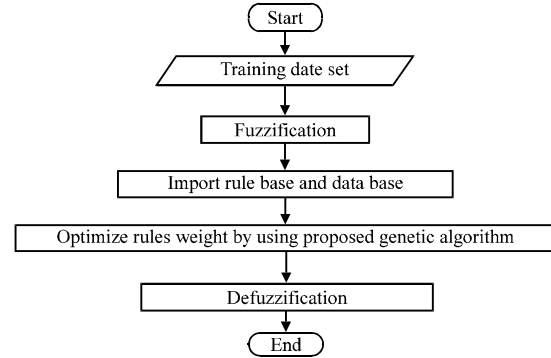 Start
Training date set
Fuzzification
Import rule base and data base
Optimize rules weight by using proposed genetic algorithm
Defuzzification
End